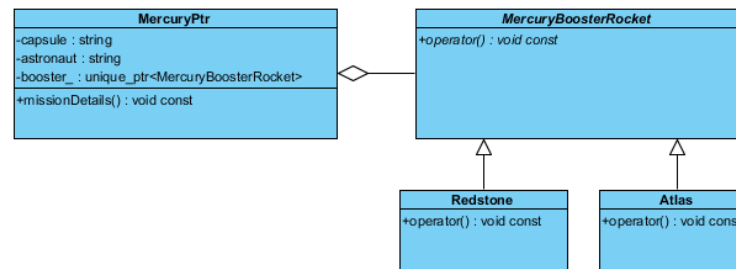 MercuryPtr
-capsule : string
-astronaut : string
-booster_ : unique_ptr<MercuryBoosterRocket>
+missionDetails() : void const
MercuryBoosterRocket
+operator() : void const
Redstone
+operator() : void const
Atlas
+operator() : void cons